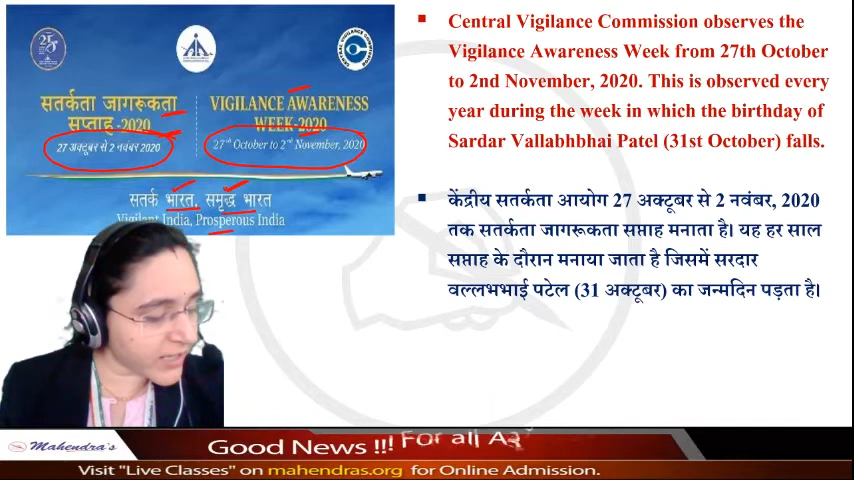 सतर्कता जागरूकता
सप्ताह-2020
27 अक्टूबर से 2 नवंबर 2020
VIGILANCE AWARENESS
WEEK-2020
27th October to 2nd November, 2020
सतर्क भारत, समृद्ध भारत
Vigilant India, Prosperous India
Central Vigilance Commission observes the
Vigilance Awareness Week from 27th October
to 2nd November, 2020. This is observed every
year during the week in which the birthday of
Sardar Vallabhbhai Patel (31st October) falls.
केंद्रीय सतर्कता आयोग 27 अक्टूबर से 2 नवंबर, 2020
तक सतर्कता जागरूकता सप्ताह मनाता है। यह हर साल
सप्ताह के दौरान मनाया जाता है जिसमें सरदार
वल्लभभाई पटेल (31 अक्टूबर) का जन्मदिन पड़ता है।
Mahendra's
Good News !!! For all
Visit "Live Classes" on mahendras.org for Online Admission.